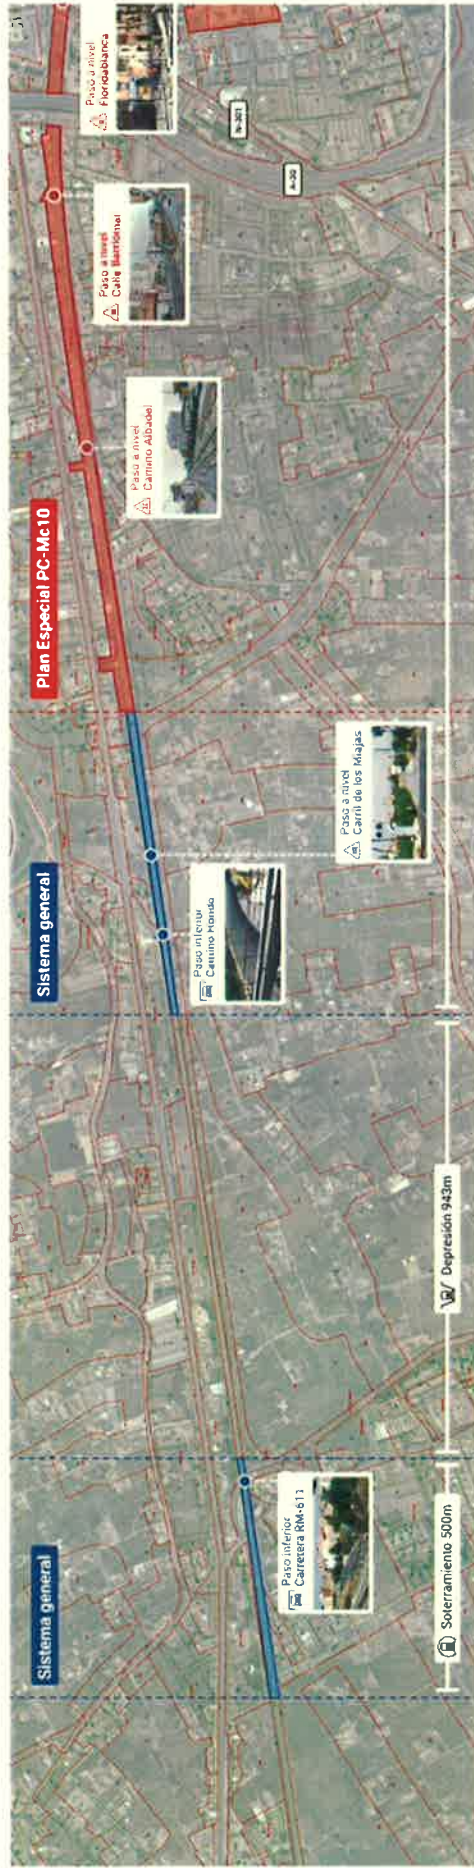 Sistema general
Sistema general
Plan Especial PC-Mc10
Paso inferior
Carretera RM-611
Paso inferior
Camino Hondo
Paso a nivel
Carril de los Miajas
Paso a nivel
Camino Albadel
Paso a nivel
Calle Barriomar
Paso a nivel
Floridablanca
N-301
A-30
Soterramiento 500m
Depresión 943m